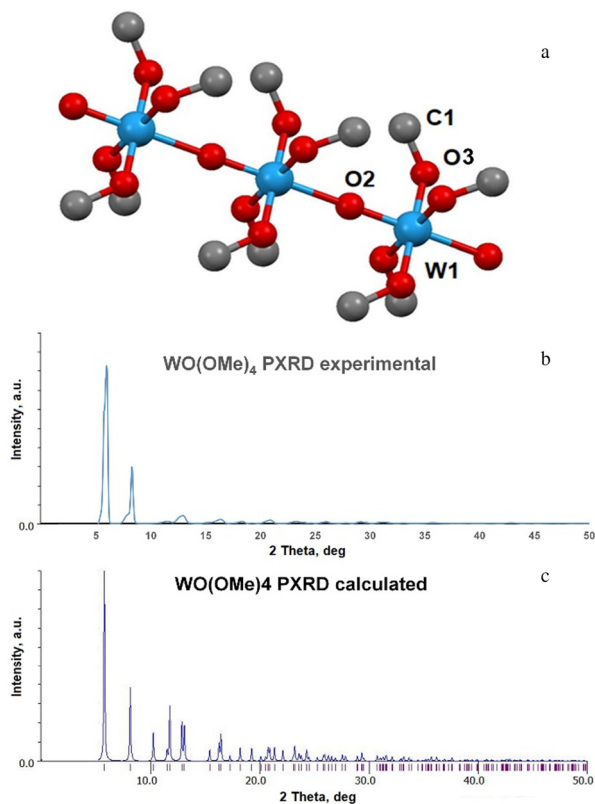 a
C1
O3
O2
W1
b
WO(OMe)₄ PXRD experimental
Intensity, a.u.
0.0
5 10 15 20 25 30 35 40 45 50
2 Theta, deg
c
WO(OMe)4 PXRD calculated
Intensity, a.u.
0.0
10.0 20.0 30.0 40.0 50.0
2 Theta, deg